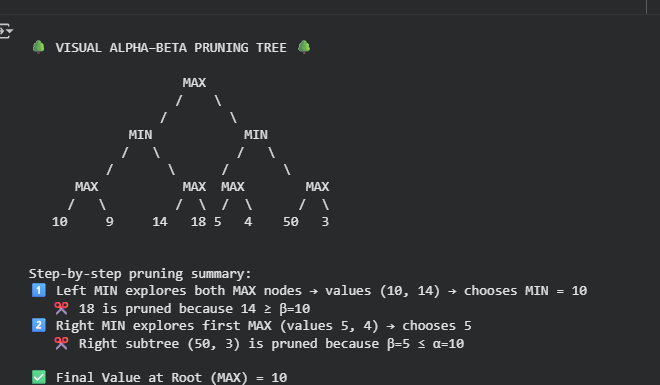 VISUAL ALPHA–BETA PRUNING TREE
MAX
/ \
/ \
MIN MIN
/ \ / \
/ \ / \
MAX MAX MAX MAX
/ \ / \ / \ / \
10 9 14 18 5 4 50 3
Step-by-step pruning summary:
1 Left MIN explores both MAX nodes → values (10, 14) → chooses MIN = 10
18 is pruned because 14 ≥ β=10
2 Right MIN explores first MAX (values 5, 4) → chooses 5
Right subtree (50, 3) is pruned because β=5 ≤ α=10
Final Value at Root (MAX) = 10